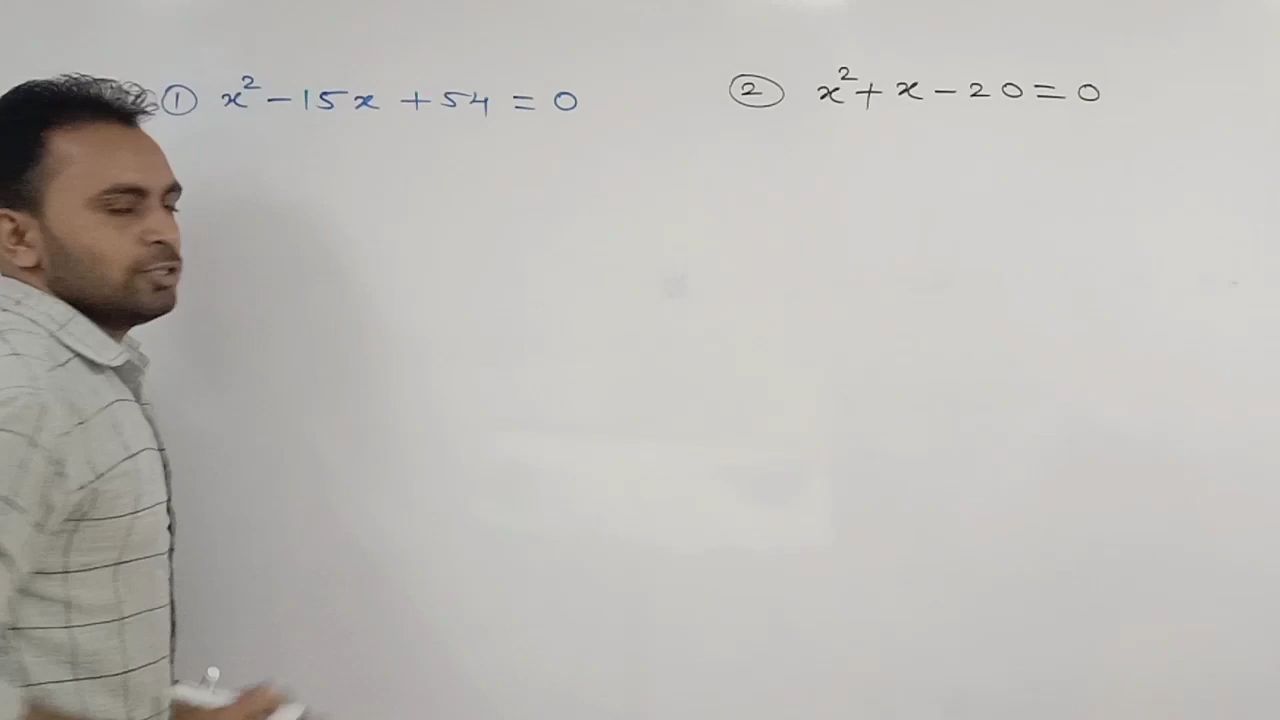 ① x² - 15x + 54 = 0
② x² + x - 20 = 0